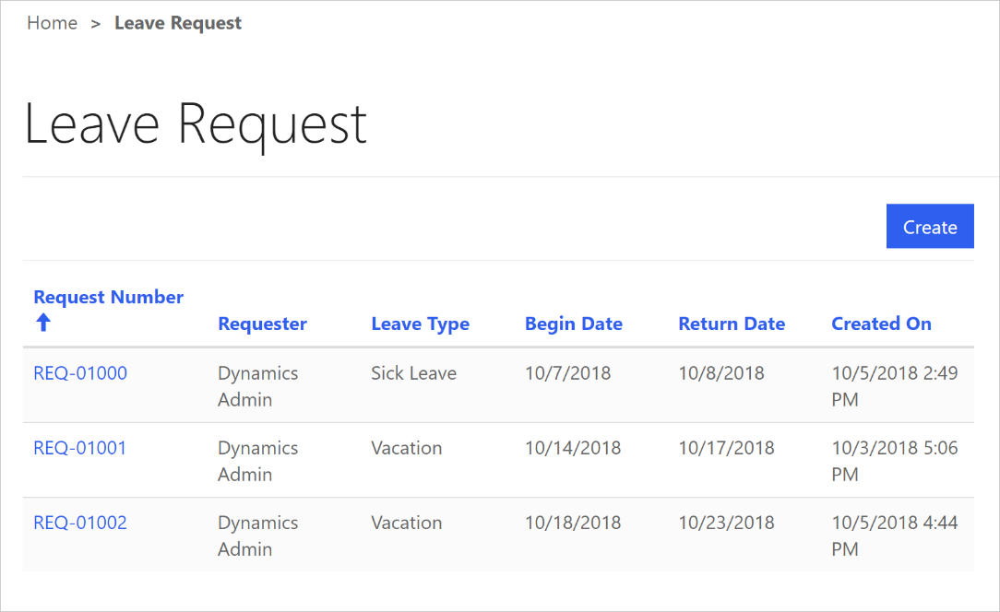 Home > Leave Request
Leave Request
Create
Request Number
Requester Leave Type Begin Date Return Date Created On
REQ-01000 Dynamics Sick Leave 10/7/2018 10/8/2018 10/5/2018 2:49
Admin PM
REQ-01001 Dynamics Vacation 10/14/2018 10/17/2018 10/3/2018 5:06
Admin PM
REQ-01002 Dynamics Vacation 10/18/2018 10/23/2018 10/5/2018 4:44
Admin PM